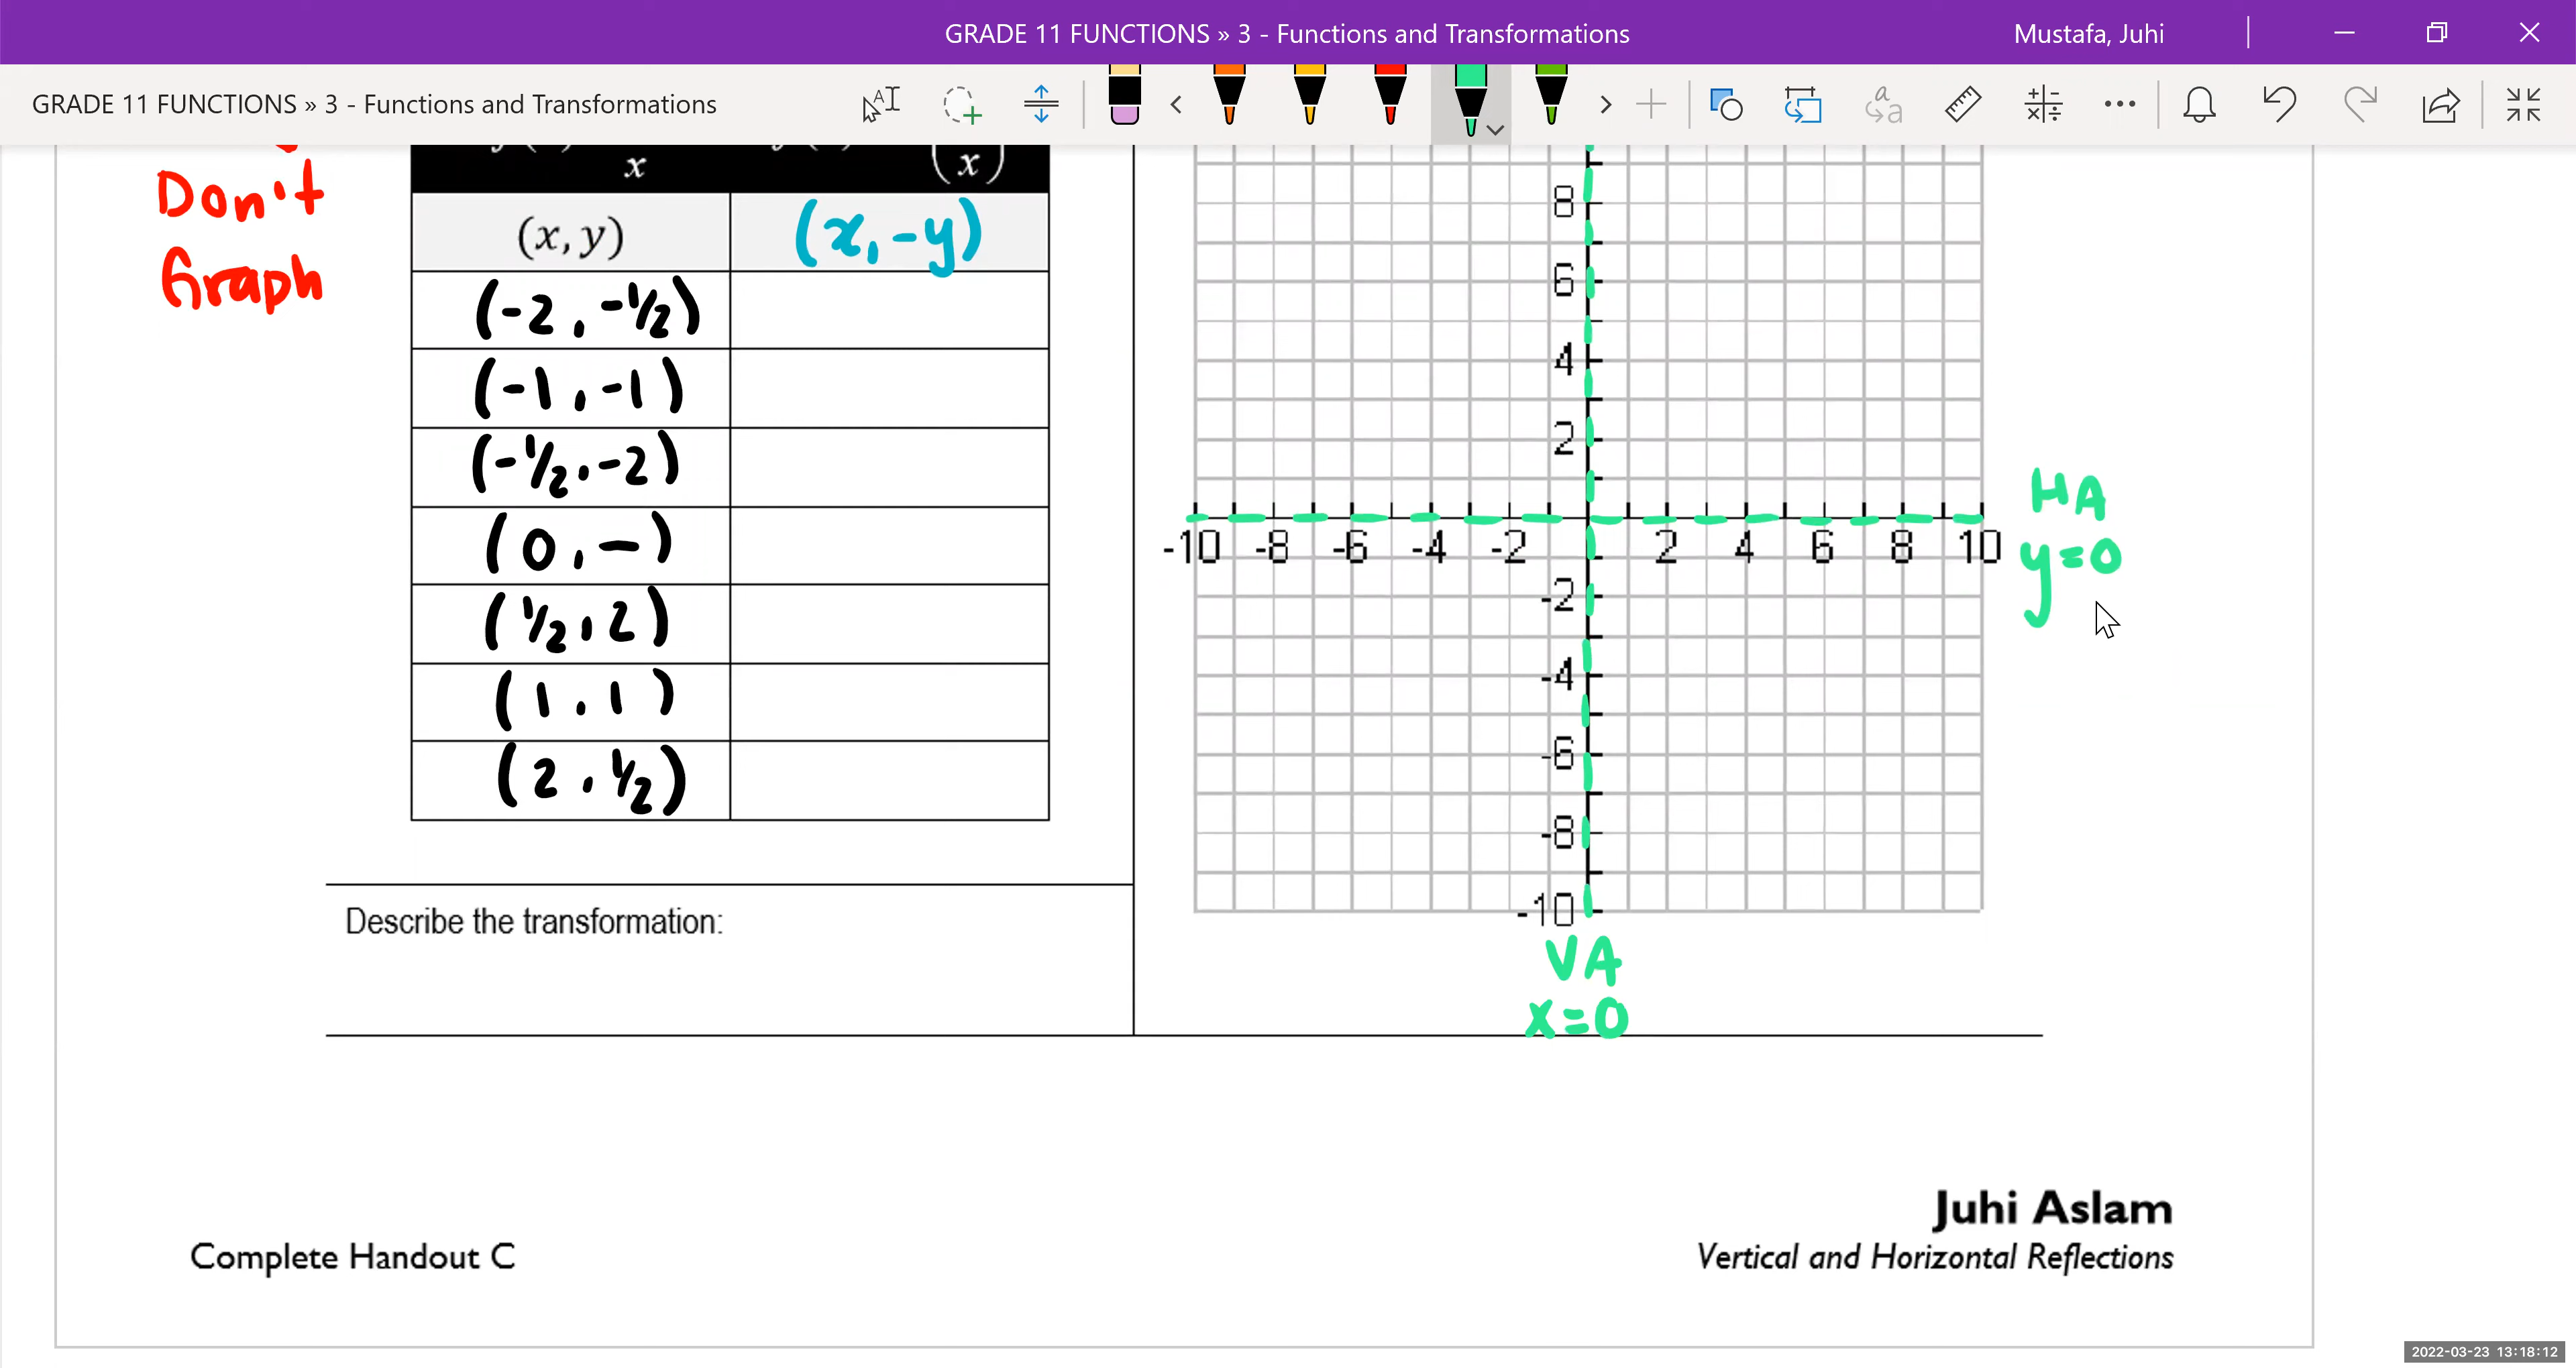 GRADE 11 FUNCTIONS » 3 - Functions and Transformations
Mustafa, Juhi
GRADE 11 FUNCTIONS » 3 - Functions and Transformations
Don't
Graph
x
(x)
(x, y)
(x, -y)
(-2, -1/2)
(-1, -1)
(-1/2, -2)
(0, -)
(1/2, 2)
(1, 1)
(2, 1/2)
Describe the transformation:
8
6
4
2
-10 -8 -6 -4 -2 2 4 6 8 10
-2
-4
-6
-8
-10
HA
y=0
VA
x=0
Juhi Aslam
Complete Handout C
Vertical and Horizontal Reflections
2022-03-23 13:18:12